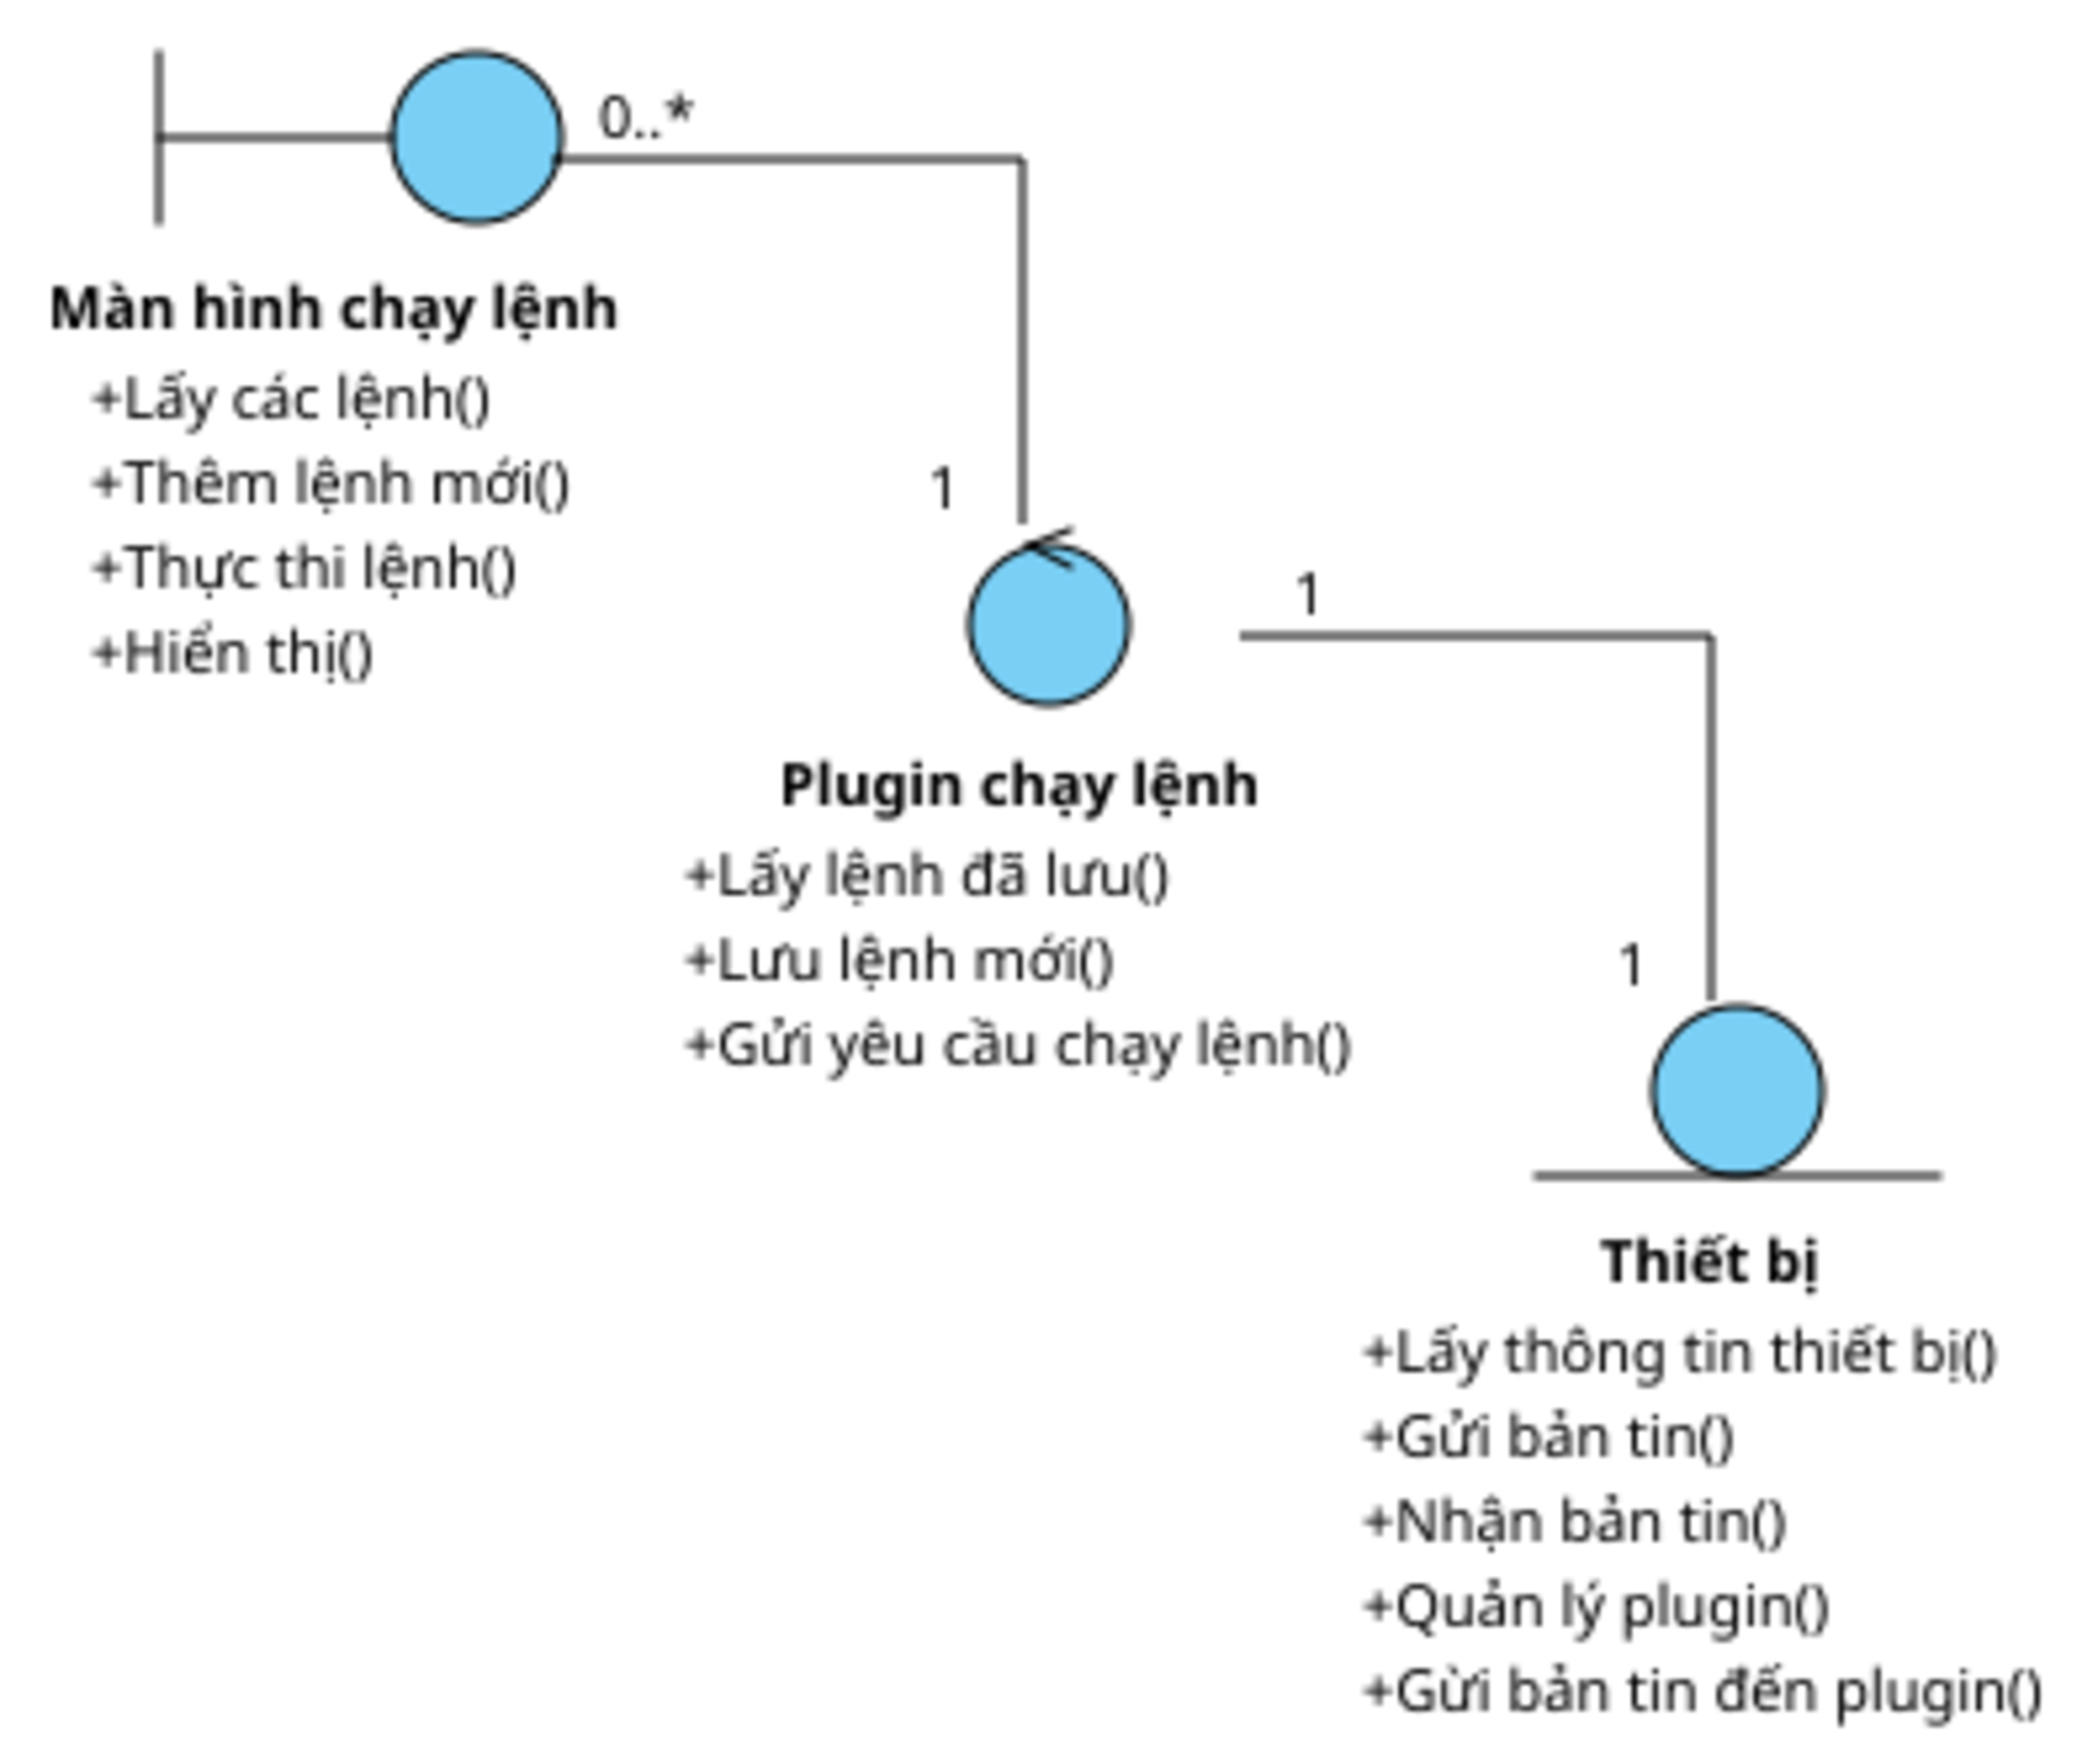 0..*
Màn hình chạy lệnh
+Lấy các lệnh()
+Thêm lệnh mới()
+Thực thi lệnh()
+Hiển thị()
1
1
Plugin chạy lệnh
+Lấy lệnh đã lưu()
+Lưu lệnh mới()
+Gửi yêu cầu chạy lệnh()
1
Thiết bị
+Lấy thông tin thiết bị()
+Gửi bản tin()
+Nhận bản tin()
+Quản lý plugin()
+Gừi bản tin đến plugin()